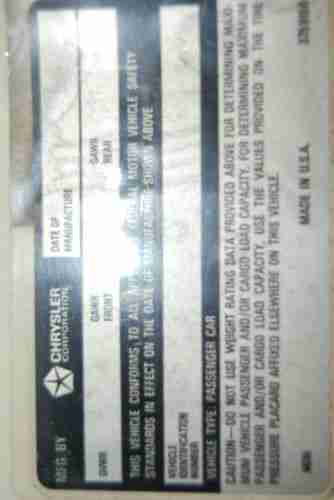 MFG. BY CHRYSLER CORPORATION
DATE OF MANUFACTURE
GVWR
GAWR FRONT
GAWR REAR
THIS VEHICLE CONFORMS TO ALL MOTOR VEHICLE SAFETY
STANDARDS IN EFFECT ON THE DATE OF MANUFACTURE SHOWN ABOVE
VEHICLE
IDENTIFICATION
NUMBER
VEHICLE TYPE PASSENGER CAR
CAUTION—DO NOT USE WEIGHT RATING DATA PROVIDED ABOVE FOR DETERMINING MAXI-
MUM VEHICLE PASSENGER AND/OR CARGO LOAD CAPACITY. FOR DETERMINING MAXIMUM
PASSENGER AND/OR CARGO LOAD CAPACITY, USE THE VALUES PROVIDED ON THE TIRE
PRESSURE PLACARD AFFIXED ELSEWHERE ON THIS VEHICLE.
MADE IN U.S.A.